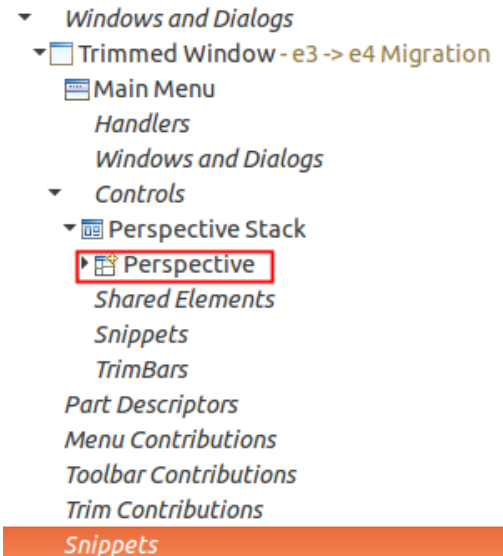 Windows and Dialogs
Trimmed Window - e3 -> e4 Migration
Main Menu
Handlers
Windows and Dialogs
Controls
Perspective Stack
Perspective
Shared Elements
Snippets
TrimBars
Part Descriptors
Menu Contributions
Toolbar Contributions
Trim Contributions
Snippets